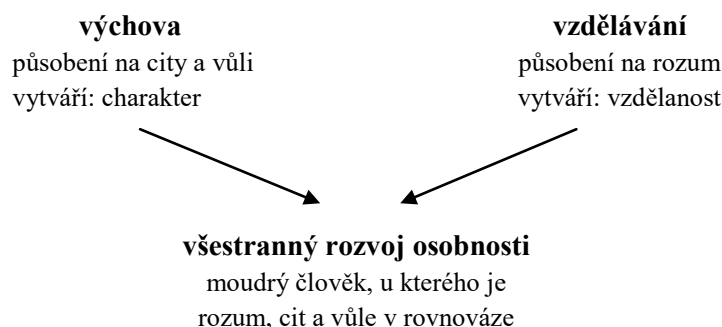 výchova
působení na city a vůli
vytváří: charakter
vzdělávání
působení na rozum
vytváří: vzdělanost
všestranný rozvoj osobnosti
moudrý člověk, u kterého je
rozum, cit a vůle v rovnováze